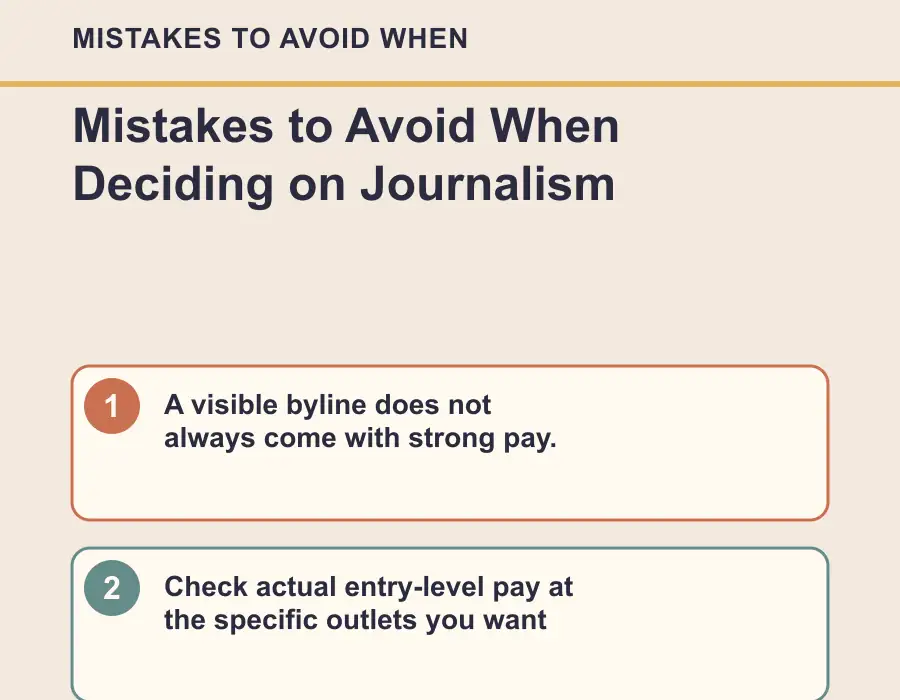 MISTAKES TO AVOID WHEN
Mistakes to Avoid When
Deciding on Journalism
1
A visible byline does not
always come with strong pay.
2
Check actual entry-level pay at
the specific outlets you want